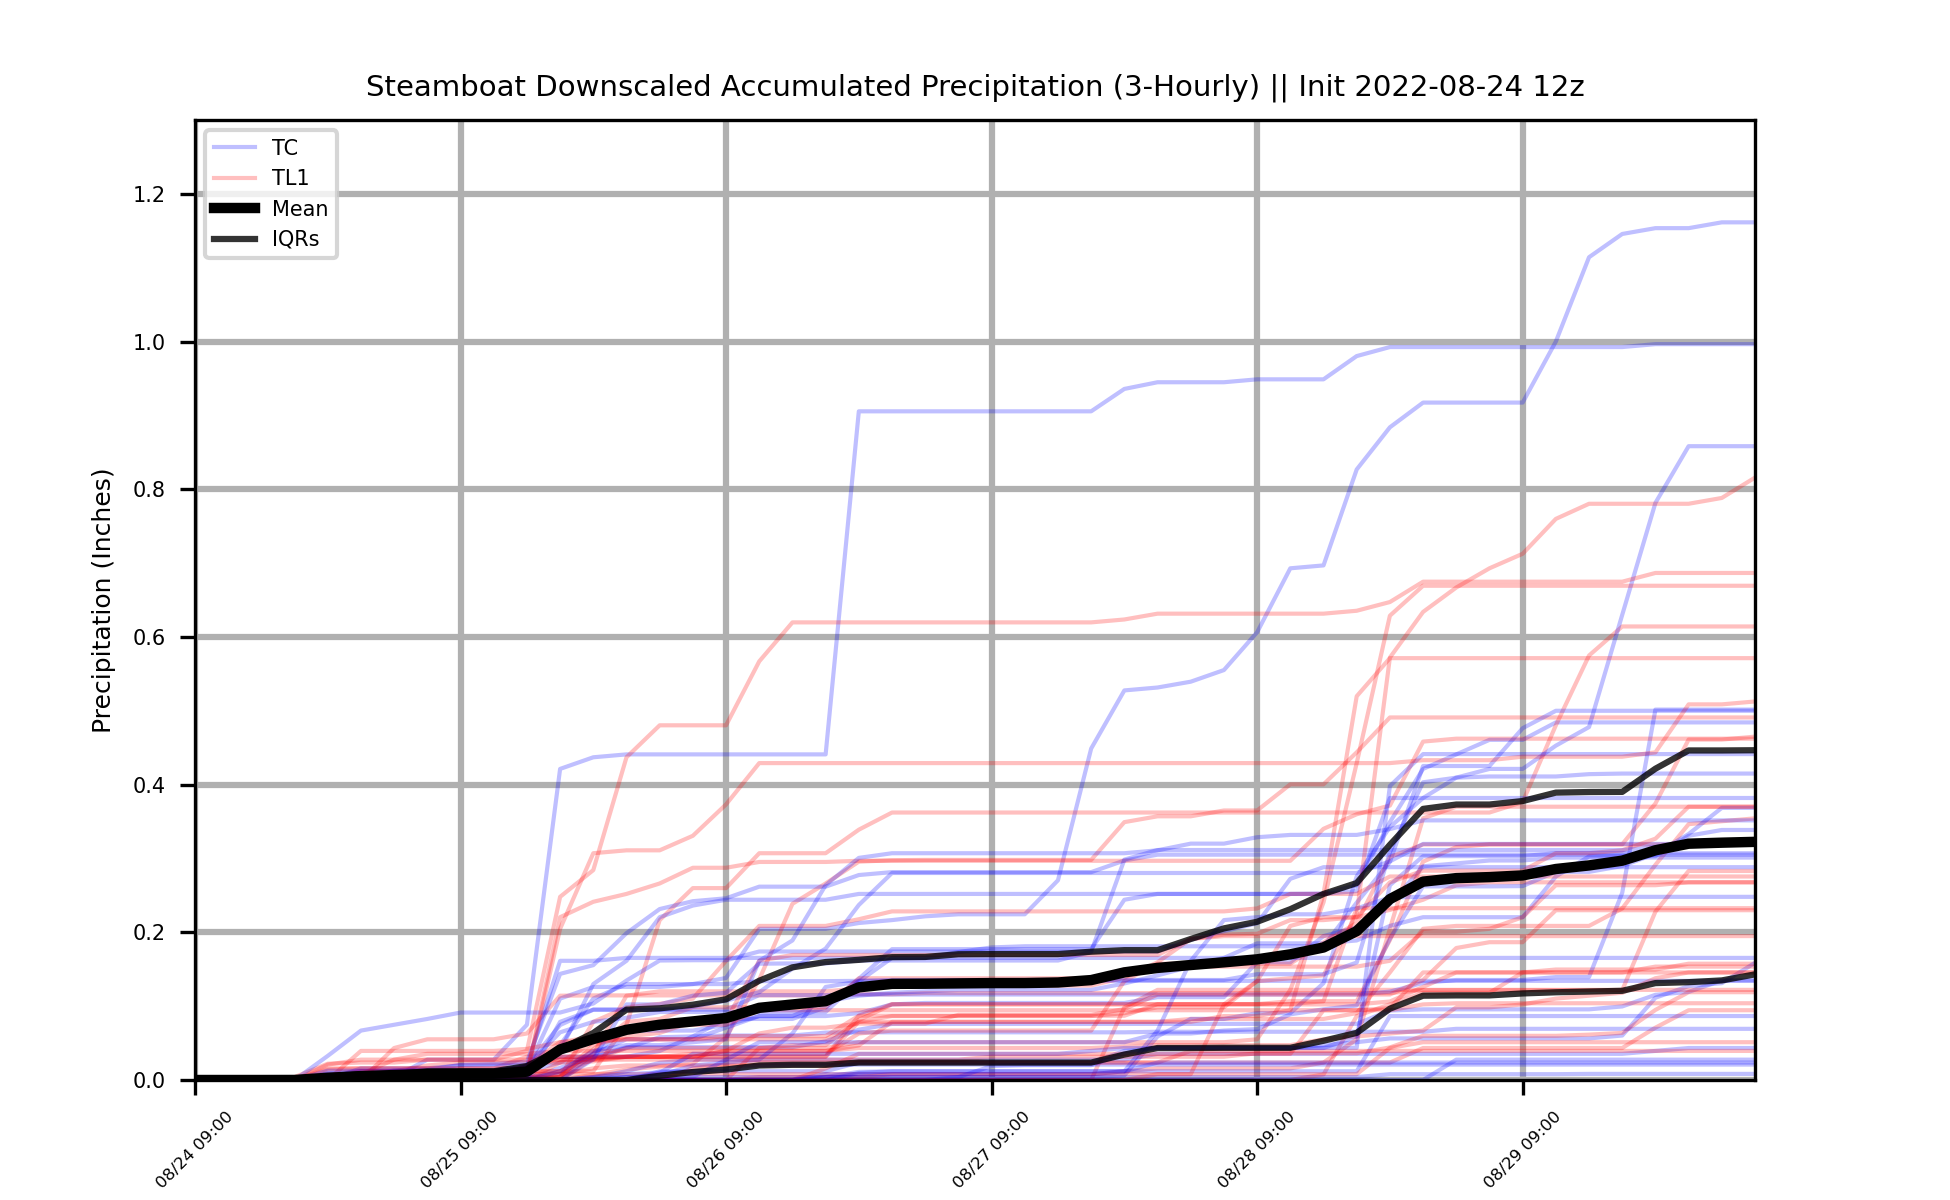 Steamboat Downscaled Accumulated Precipitation (3-Hourly) || Init 2022-08-24 12z
TC
TL1
Mean
IQRs
Precipitation (Inches)
1.2
1.0
0.8
0.6
0.4
0.2
0.0
08/24 09:00
08/25 09:00
08/26 09:00
08/27 09:00
08/28 09:00
08/29 09:00